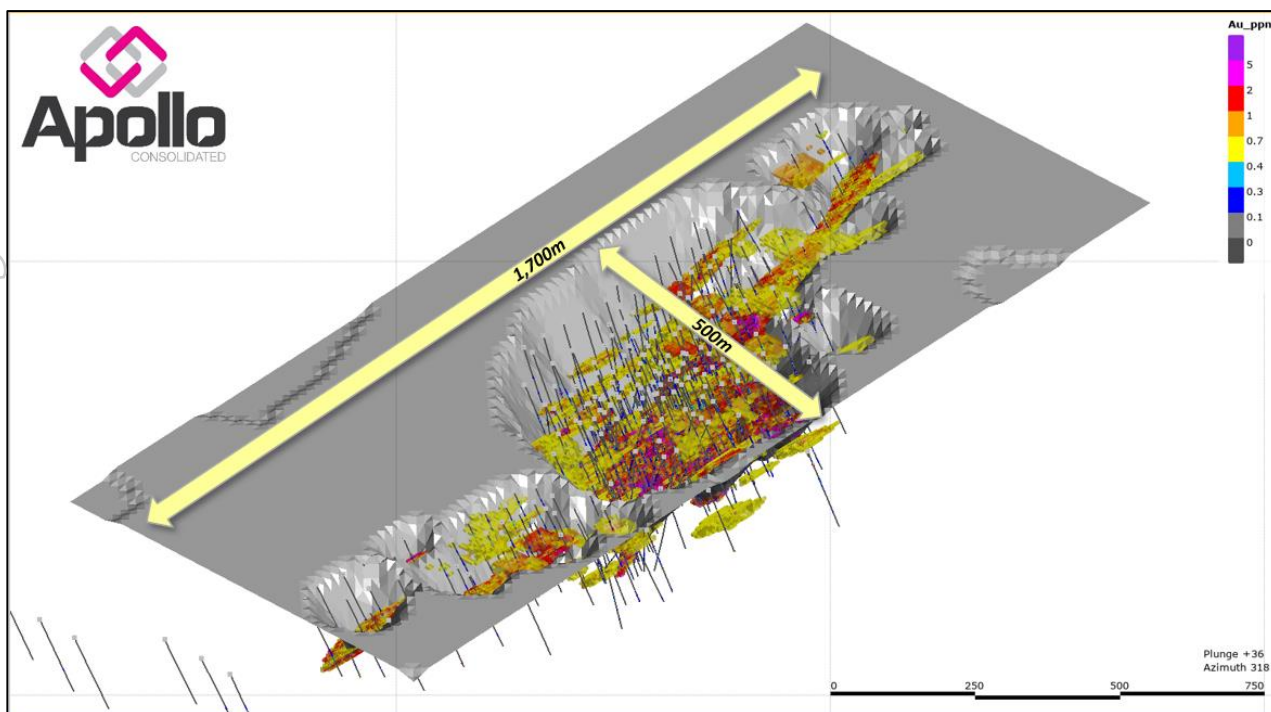 Apollo
CONSOLIDATED
Au_ppm
5
2
1
0.7
0.4
0.3
0.1
0
1,700m
500m
Plunge +36
Azimuth 318
0 250 500 750